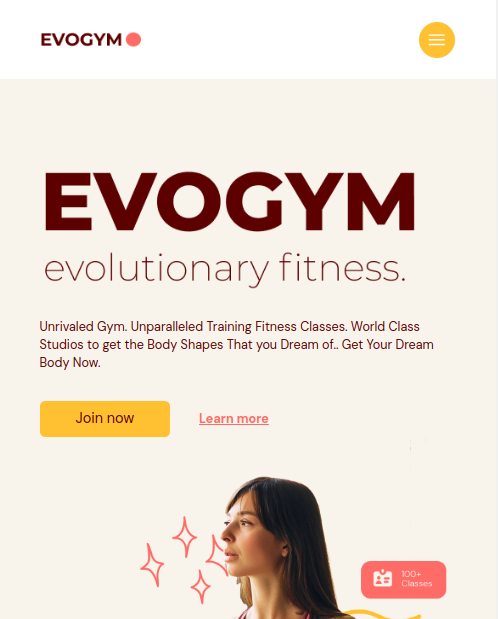 EVOGYM
EVOGYM
evolutionary fitness.
Unrivaled Gym. Unparalleled Training Fitness Classes. World Class
Studios to get the Body Shapes That you Dream of.. Get Your Dream
Body Now.
Join now
Learn more
100+
Classes